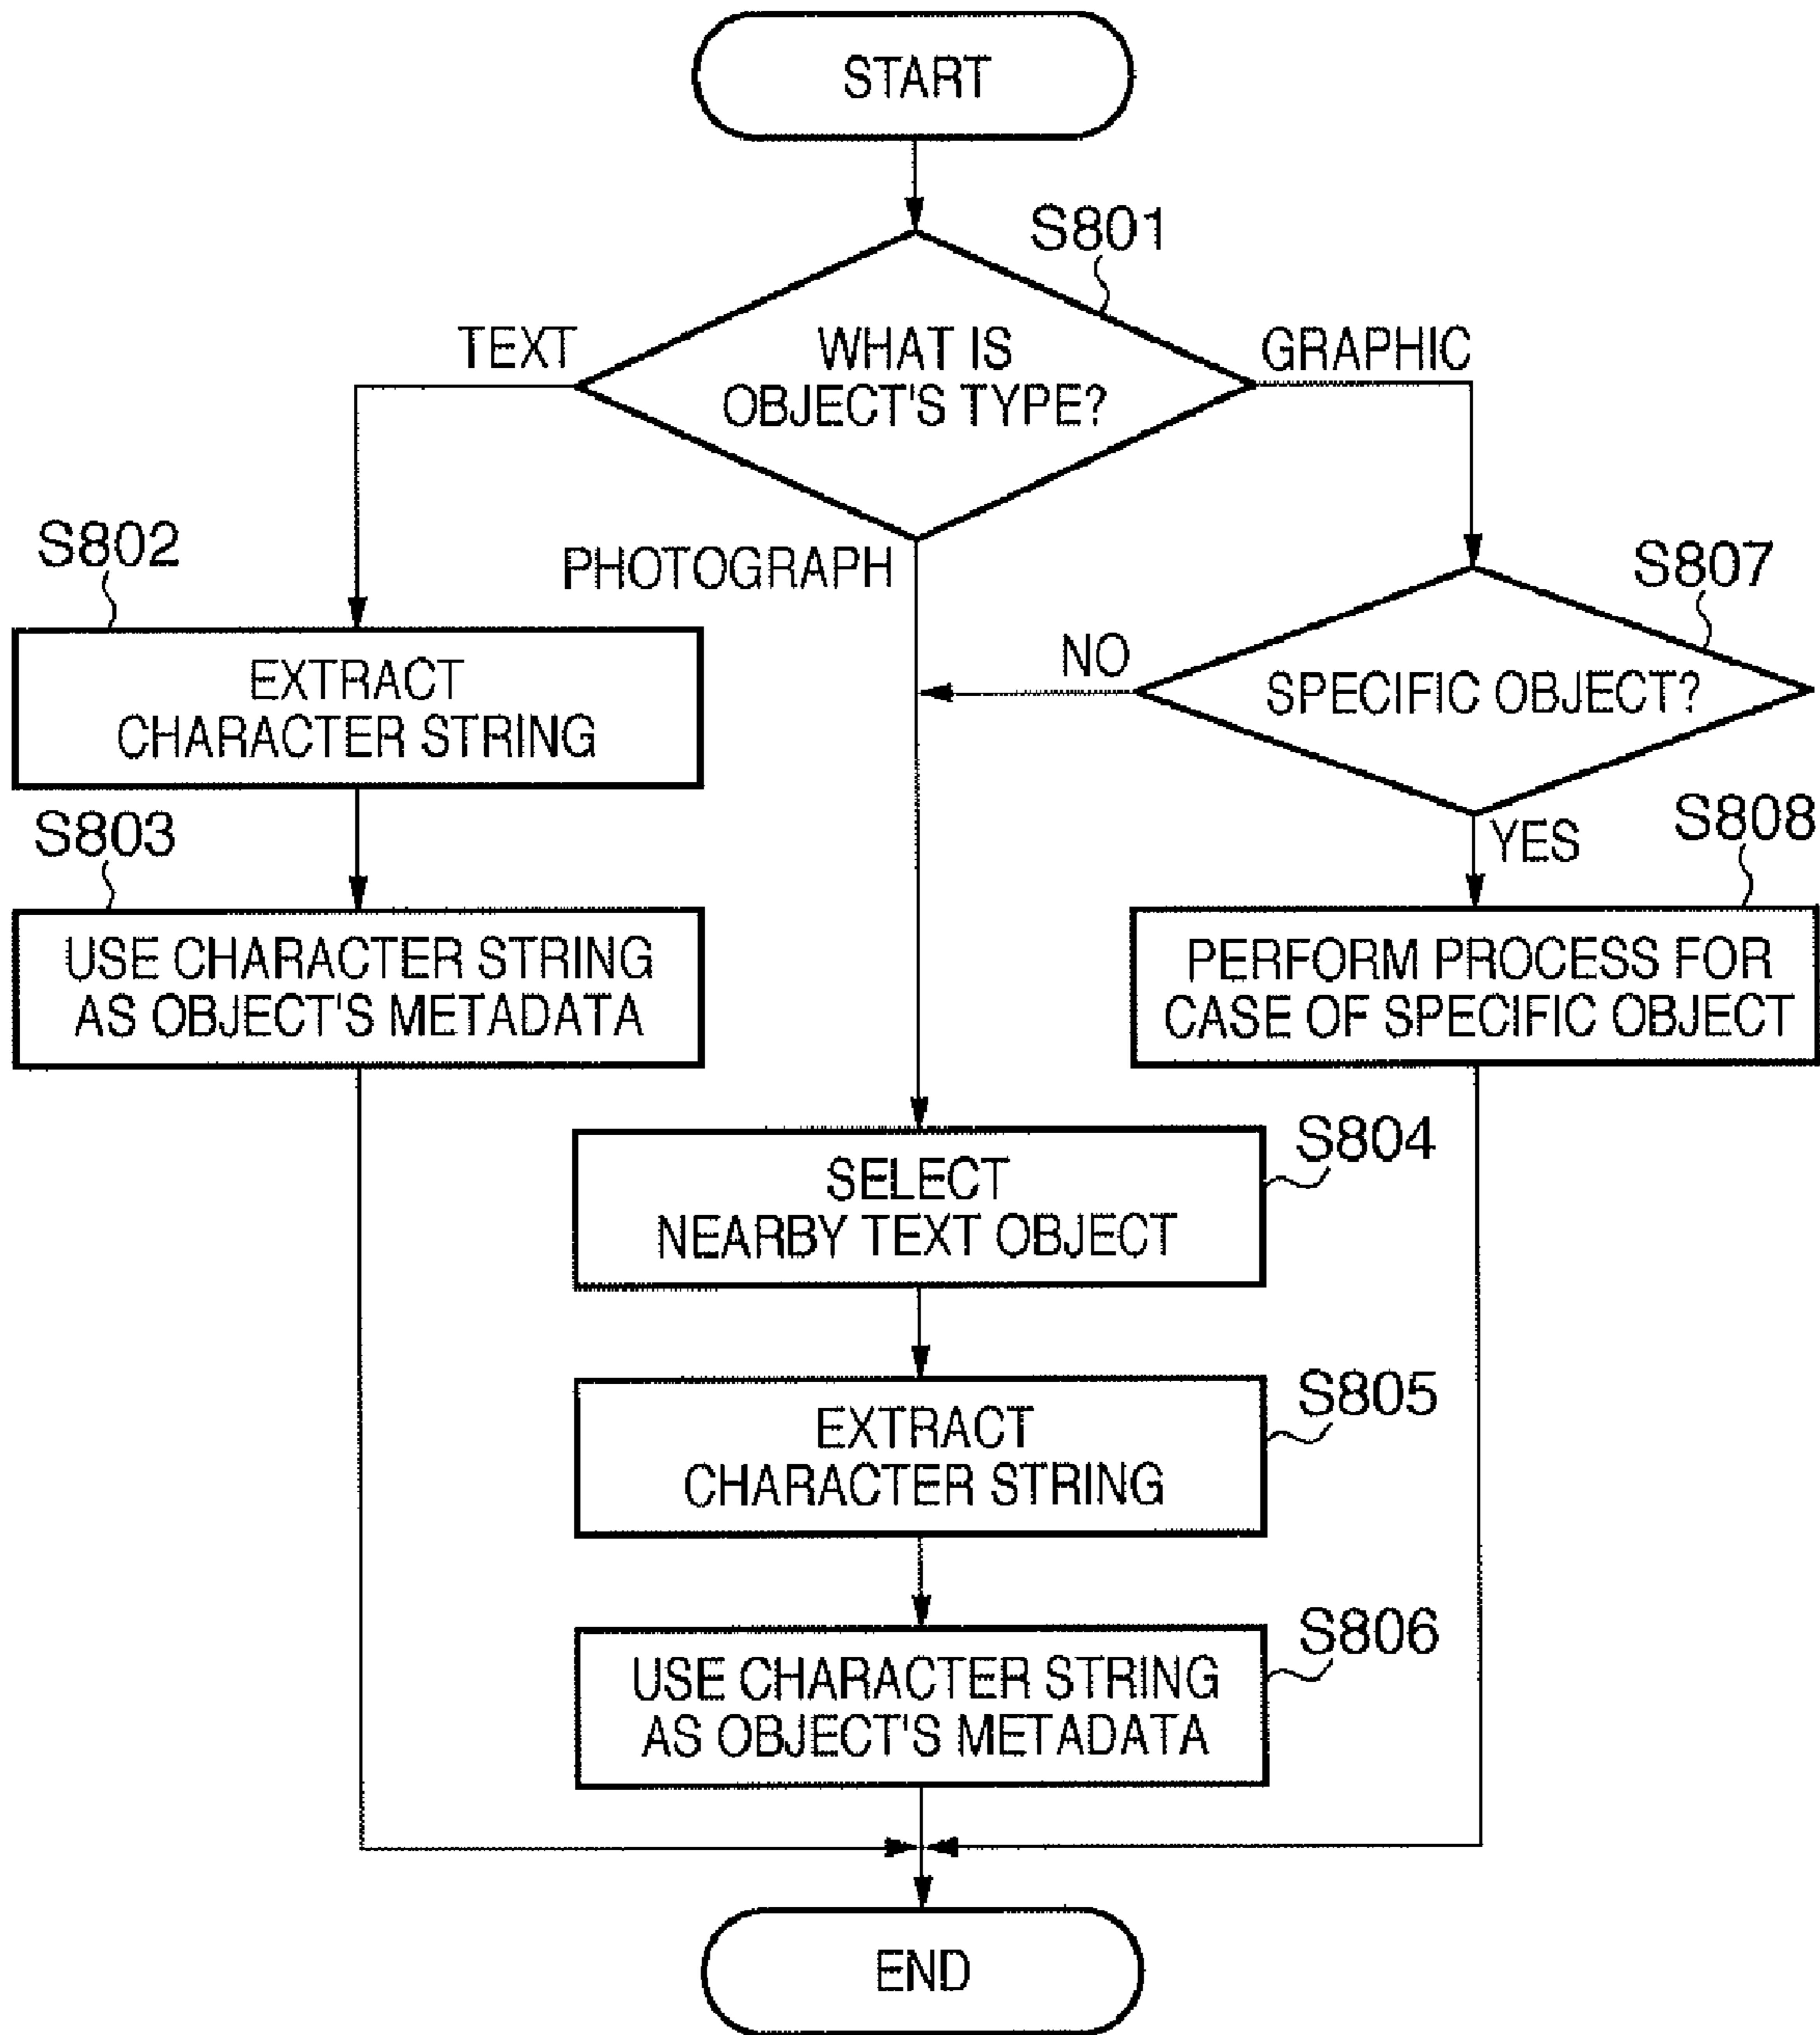 START
S801
WHAT IS
OBJECT'S TYPE?
TEXT
GRAPHIC
PHOTOGRAPH
S802
EXTRACT
CHARACTER STRING
S807
SPECIFIC OBJECT?
NO
YES
S803
USE CHARACTER STRING
AS OBJECT'S METADATA
S808
PERFORM PROCESS FOR
CASE OF SPECIFIC OBJECT
S804
SELECT
NEARBY TEXT OBJECT
S805
EXTRACT
CHARACTER STRING
S806
USE CHARACTER STRING
AS OBJECT'S METADATA
END